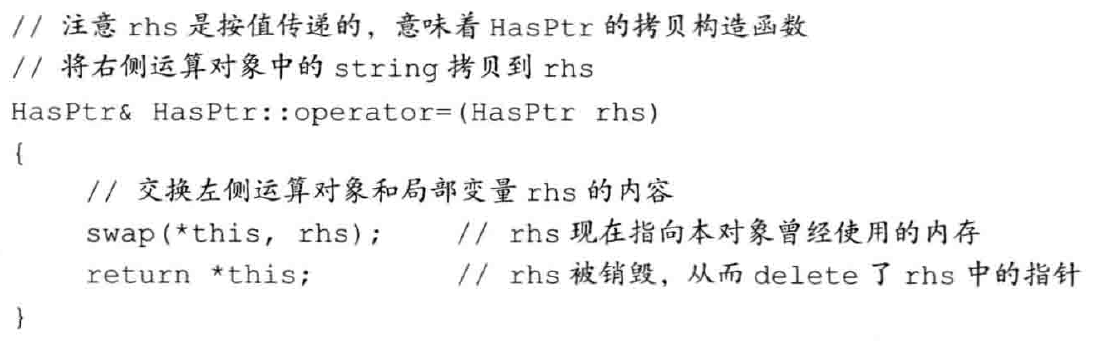 // 注意 rhs 是按值传递的，意味着 HasPtr 的拷贝构造函数
// 将右侧运算对象中的 string 拷贝到 rhs
HasPtr& HasPtr::operator=(HasPtr rhs)
{
    // 交换左侧运算对象和局部变量 rhs 的内容
    swap(*this, rhs);    // rhs 现在指向本对象曾经使用的内存
    return *this;        // rhs 被销毁，从而 delete 了 rhs 中的指针
}